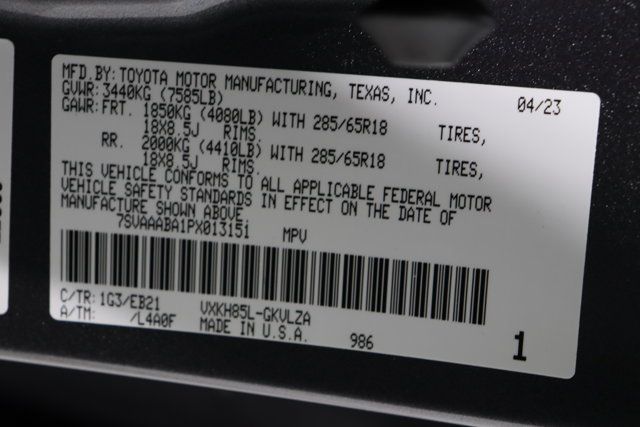 MFD.BY: TOYOTA MOTOR MANUFACTURING, TEXAS, INC. 04/23
GVWR: 3440KG (7585LB)
GAWR: FRT. 1850KG (4080LB) WITH 285/65R18 TIRES,
18X8.5J RIMS.
RR. 2000KG (4410LB) WITH 285/65R18 TIRES,
18X8.5J RIMS.
THIS VEHICLE CONFORMS TO ALL APPLICABLE FEDERAL MOTOR
VEHICLE SAFETY STANDARDS IN EFFECT ON THE DATE OF
MANUFACTURE SHOWN ABOVE.
7SVAAABA1PX013151 MPV
C/TR: 1G3/EB21 VXKH85L-GKVLZA
A/TM: /L4A0F MADE IN U.S.A. 986 1